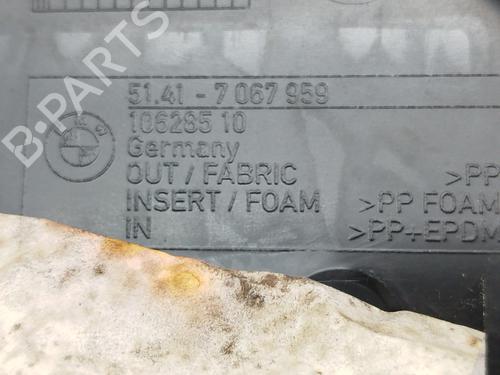 B-PARTS
51.41 - 7 067 959
106285 10
Germany
OUT / FABRIC >PP
INSERT / FOAM >PP FOAM
IN >PP+EPDM